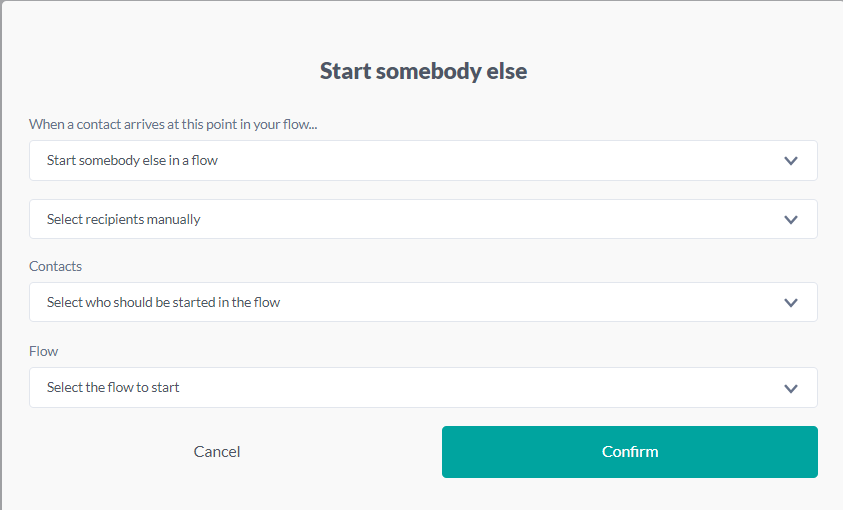 Start somebody else
When a contact arrives at this point in your flow...
Start somebody else in a flow
Select recipients manually
Contacts
Select who should be started in the flow
Flow
Select the flow to start
Cancel
Confirm